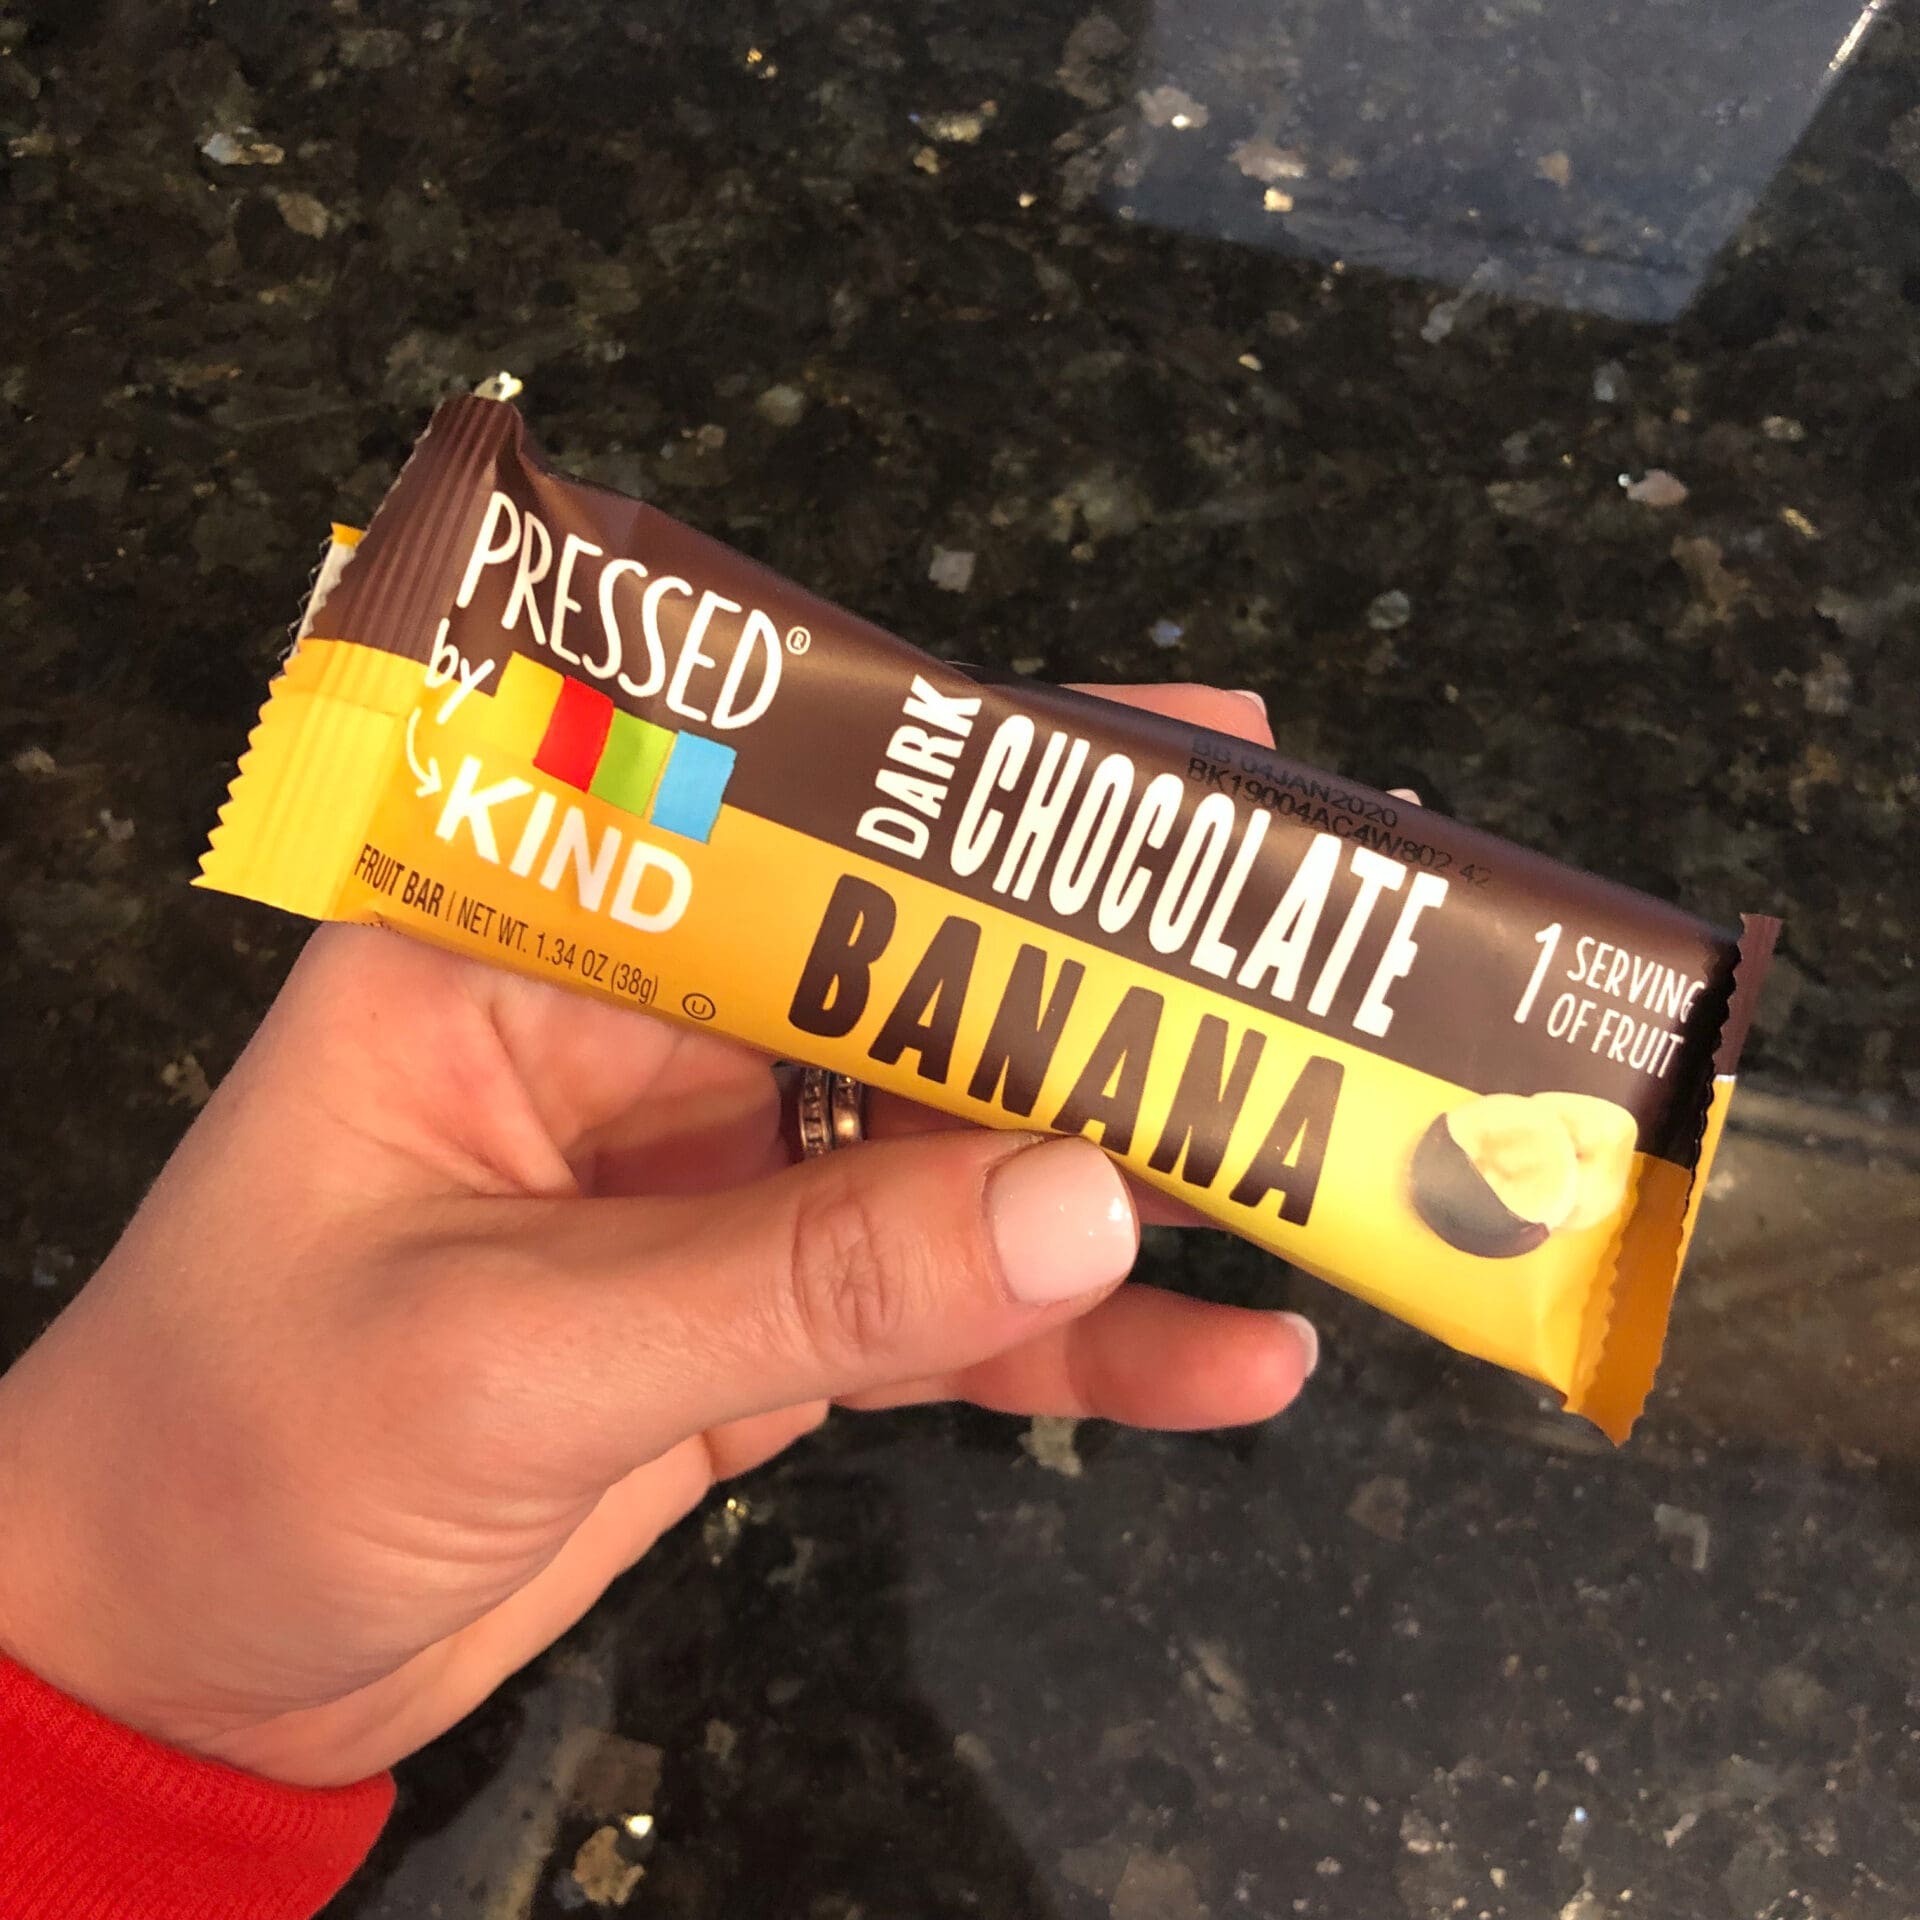 PRESSED®
by
KIND
FRUIT BAR | NET WT. 1.34 OZ (38g) U
DARK
CHOCOLATE
BANANA
BB 04JAN2020
BK19004AC4W802 42
1 SERVING
OF FRUIT